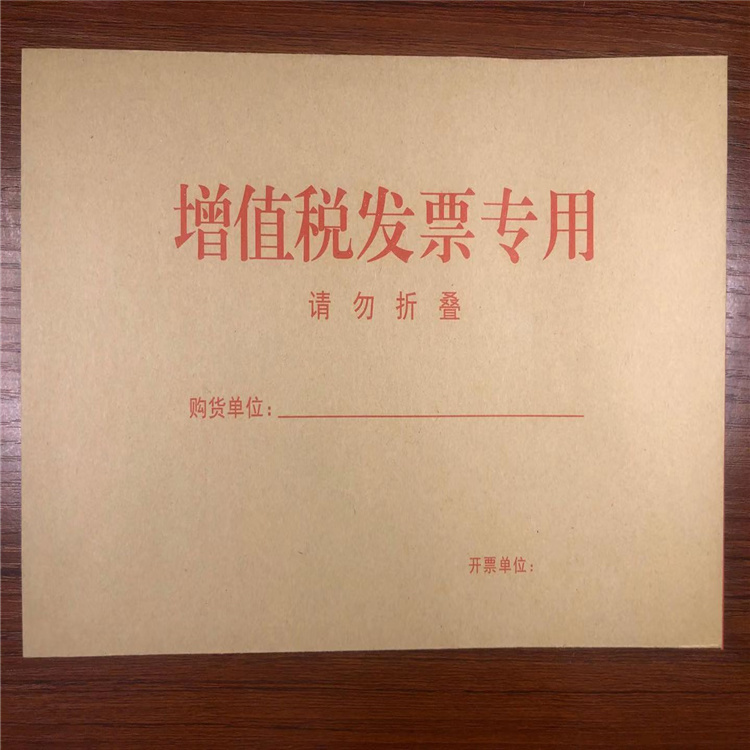 增值税发票专用
请勿折叠
购货单位：
开票单位：